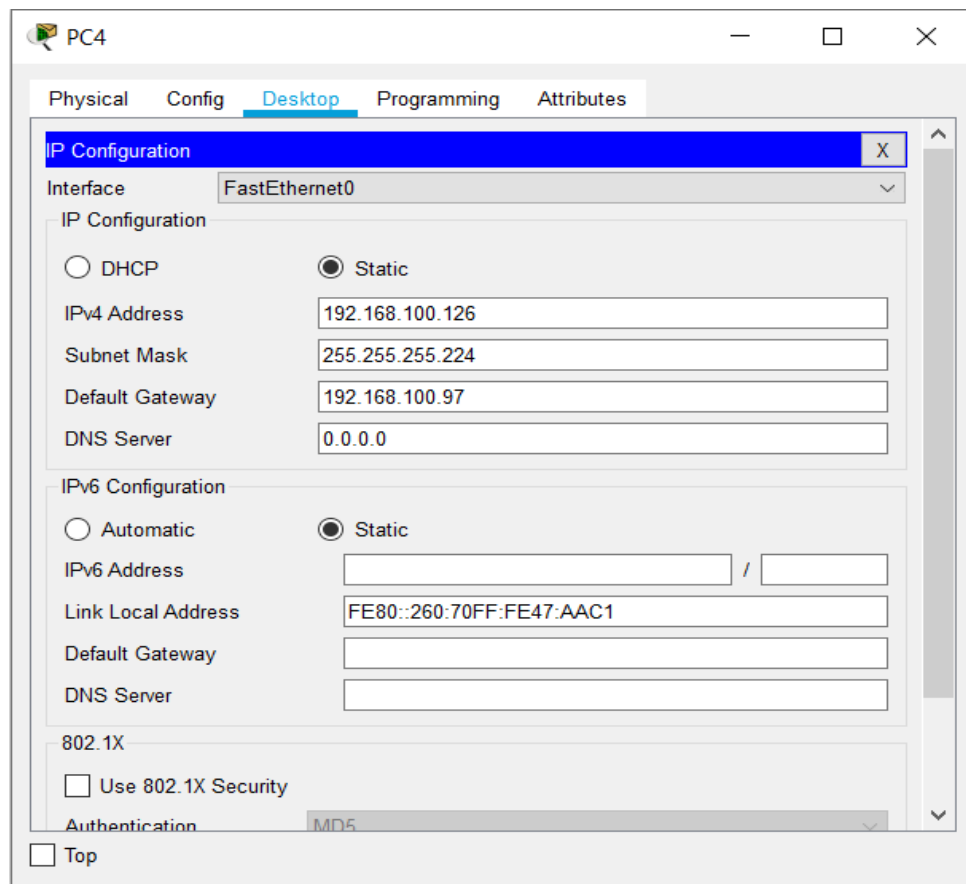 PC4
Physical Config Desktop Programming Attributes
IP Configuration X
Interface FastEthernet0
IP Configuration
DHCP Static
IPv4 Address 192.168.100.126
Subnet Mask 255.255.255.224
Default Gateway 192.168.100.97
DNS Server 0.0.0.0
IPv6 Configuration
Automatic Static
IPv6 Address /
Link Local Address FE80::260:70FF:FE47:AAC1
Default Gateway
DNS Server
802.1X
Use 802.1X Security
Authentication MD5
Top